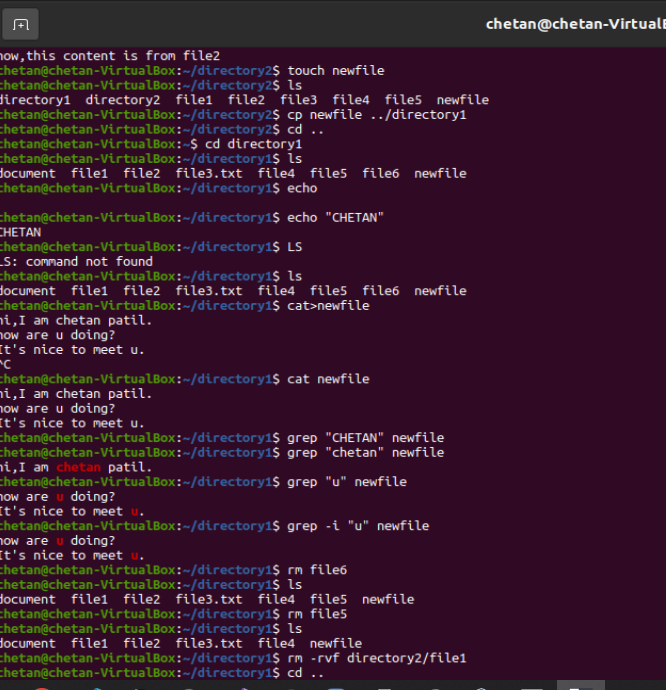 chetan@chetan-VirtualB
now,this content is from file2
chetan@chetan-VirtualBox:~/directory2$ touch newfile
chetan@chetan-VirtualBox:~/directory2$ ls
directory1  directory2  file1  file2  file3  file4  file5  newfile
chetan@chetan-VirtualBox:~/directory2$ cp newfile ../directory1
chetan@chetan-VirtualBox:~/directory2$ cd ..
chetan@chetan-VirtualBox:~$ cd directory1
chetan@chetan-VirtualBox:~/directory1$ ls
document  file1  file2  file3.txt  file4  file5  file6  newfile
chetan@chetan-VirtualBox:~/directory1$ echo
chetan@chetan-VirtualBox:~/directory1$ echo "CHETAN"
CHETAN
chetan@chetan-VirtualBox:~/directory1$ LS
LS: command not found
chetan@chetan-VirtualBox:~/directory1$ ls
document  file1  file2  file3.txt  file4  file5  file6  newfile
chetan@chetan-VirtualBox:~/directory1$ cat>newfile
hi,I am chetan patil.
how are u doing?
It's nice to meet u.
^C
chetan@chetan-VirtualBox:~/directory1$ cat newfile
hi,I am chetan patil.
how are u doing?
It's nice to meet u.
chetan@chetan-VirtualBox:~/directory1$ grep "CHETAN" newfile
chetan@chetan-VirtualBox:~/directory1$ grep "chetan" newfile
hi,I am chetan patil.
chetan@chetan-VirtualBox:~/directory1$ grep "u" newfile
how are u doing?
It's nice to meet u.
chetan@chetan-VirtualBox:~/directory1$ grep -i "u" newfile
how are u doing?
It's nice to meet u.
chetan@chetan-VirtualBox:~/directory1$ rm file6
chetan@chetan-VirtualBox:~/directory1$ ls
document  file1  file2  file3.txt  file4  file5  newfile
chetan@chetan-VirtualBox:~/directory1$ rm file5
chetan@chetan-VirtualBox:~/directory1$ ls
document  file1  file2  file3.txt  file4  newfile
chetan@chetan-VirtualBox:~/directory1$ rm -rvf directory2/file1
chetan@chetan-VirtualBox:~/directory1$ cd ..